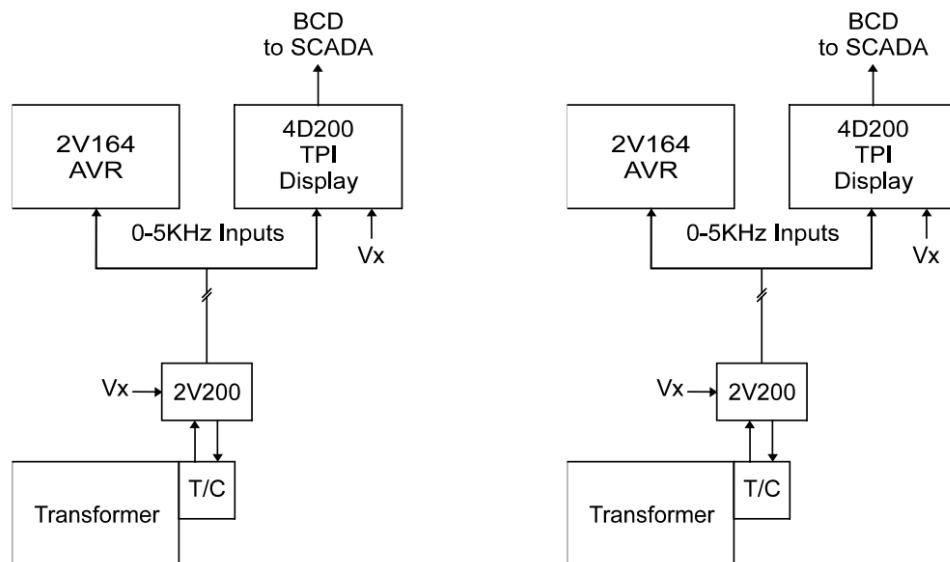 BCD
to SCADA
2V164
AVR
4D200
TPI
Display
0-5KHz Inputs
Vx
Vx
2V200
T/C
Transformer
BCD
to SCADA
2V164
AVR
4D200
TPI
Display
0-5KHz Inputs
Vx
Vx
2V200
T/C
Transformer